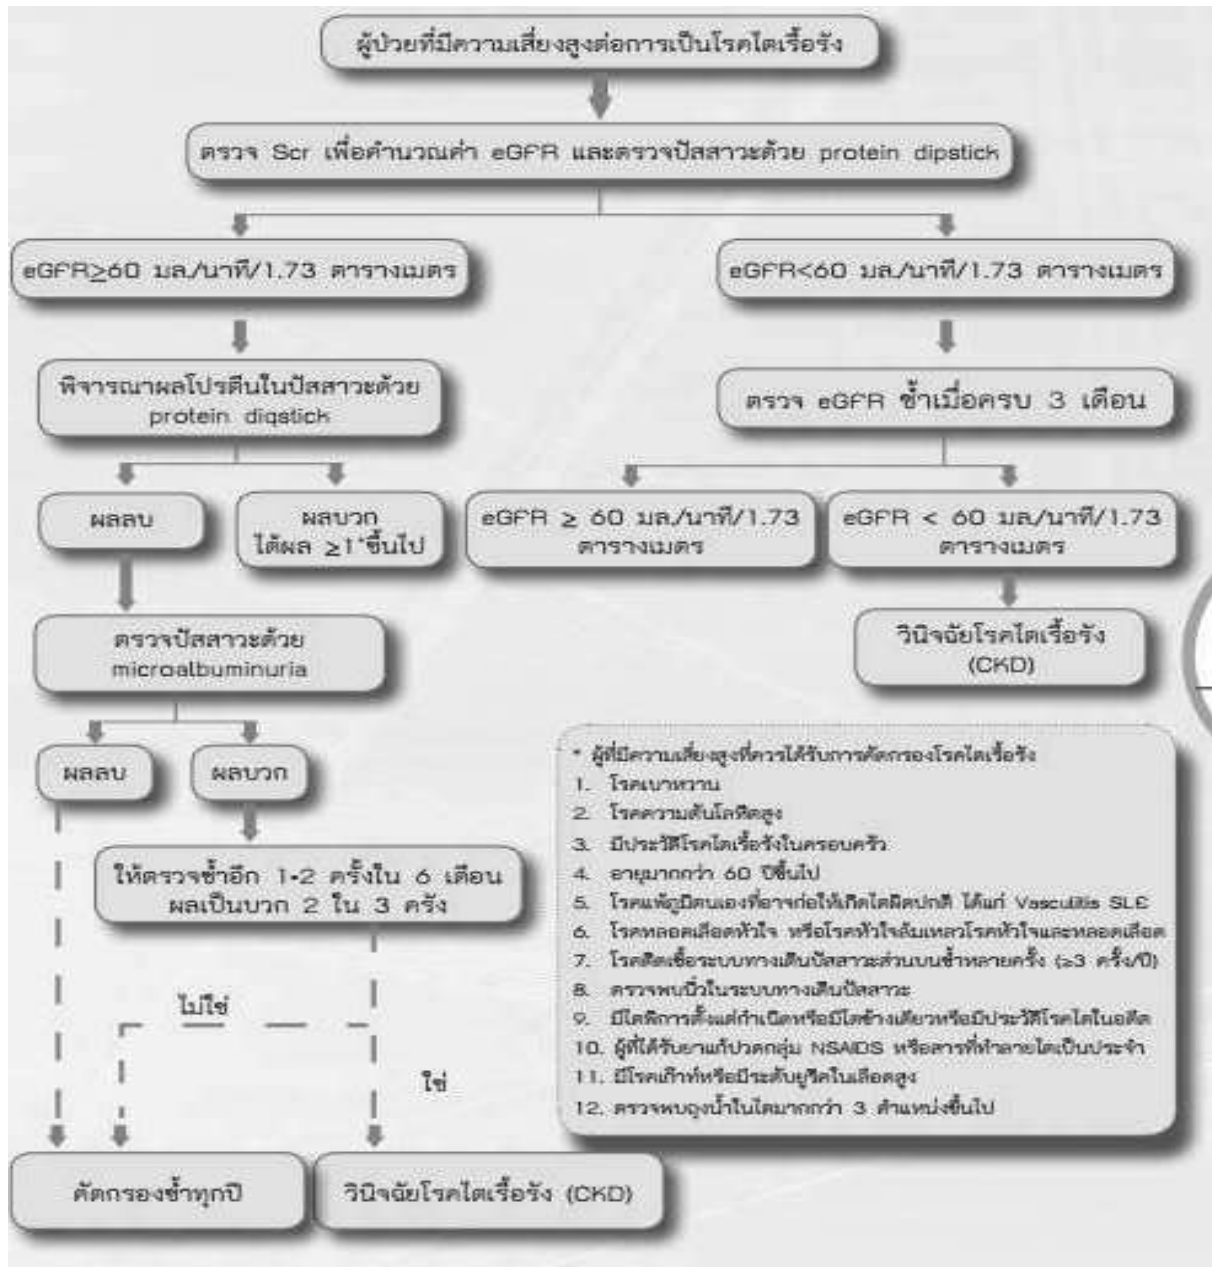 ผู้ป่วยที่มีความเสี่ยงสูงต่อการเป็นโรคไตเรื้อรัง
ตรวจ Scr เพื่อคำนวณค่า eGFR และตรวจปัสสาวะด้วย protein dipstick
eGFR≥60 มล./นาที/1.73 ตารางเมตร
eGFR<60 มล./นาที/1.73 ตารางเมตร
พิจารณาผลโปรตีนในปัสสาวะด้วย
protein diqstick
ตรวจ eGFR ซ้ำเมื่อครบ 3 เดือน
ผลลบ
ผลบวก
ได้ผล ≥1⁺ขึ้นไป
eGFR ≥ 60 มล./นาที/1.73
ตารางเมตร
eGFR < 60 มล./นาที/1.73
ตารางเมตร
ตรวจปัสสาวะด้วย
microalbuminuria
วินิจฉัยโรคไตเรื้อรัง
(CKD)
ผลลบ
ผลบวก
ให้ตรวจซ้ำอีก 1-2 ครั้งใน 6 เดือน
ผลเป็นบวก 2 ใน 3 ครั้ง
ไม่ใช่
ใช่
คัดกรองซ้ำทุกปี
วินิจฉัยโรคไตเรื้อรัง (CKD)
* ผู้ที่มีความเสี่ยงสูงที่ควรได้รับการคัดกรองโรคไตเรื้อรัง
1. โรคเบาหวาน
2. โรคความดันโลหิตสูง
3. มีประวัติโรคไตเรื้อรังในครอบครัว
4. อายุมากกว่า 60 ปีขึ้นไป
5. โรคแพ้ภูมิตนเองที่อาจก่อให้เกิดไตผิดปกติ ได้แก่ Vasculitis SLE
6. โรคหลอดเลือดหัวใจ หรือโรคหัวใจล้มเหลวโรคหัวใจและหลอดเลือด
7. โรคติดเชื้อระบบทางเดินปัสสาวะส่วนบนซ้ำหลายครั้ง (≥3 ครั้ง/ปี)
8. ตรวจพบนิ่วในระบบทางเดินปัสสาวะ
9. มีไตพิการตั้งแต่กำเนิดหรือมีไตข้างเดียวหรือมีประวัติโรคไตในอดีต
10. ผู้ที่ได้รับยาแก้ปวดกลุ่ม NSAIDS หรือสารที่ทำลายไตเป็นประจำ
11. มีโรคเก๊าท์หรือมีระดับยูริคในเลือดสูง
12. ตรวจพบถุงน้ำในไตมากกว่า 3 ตำแหน่งขึ้นไป